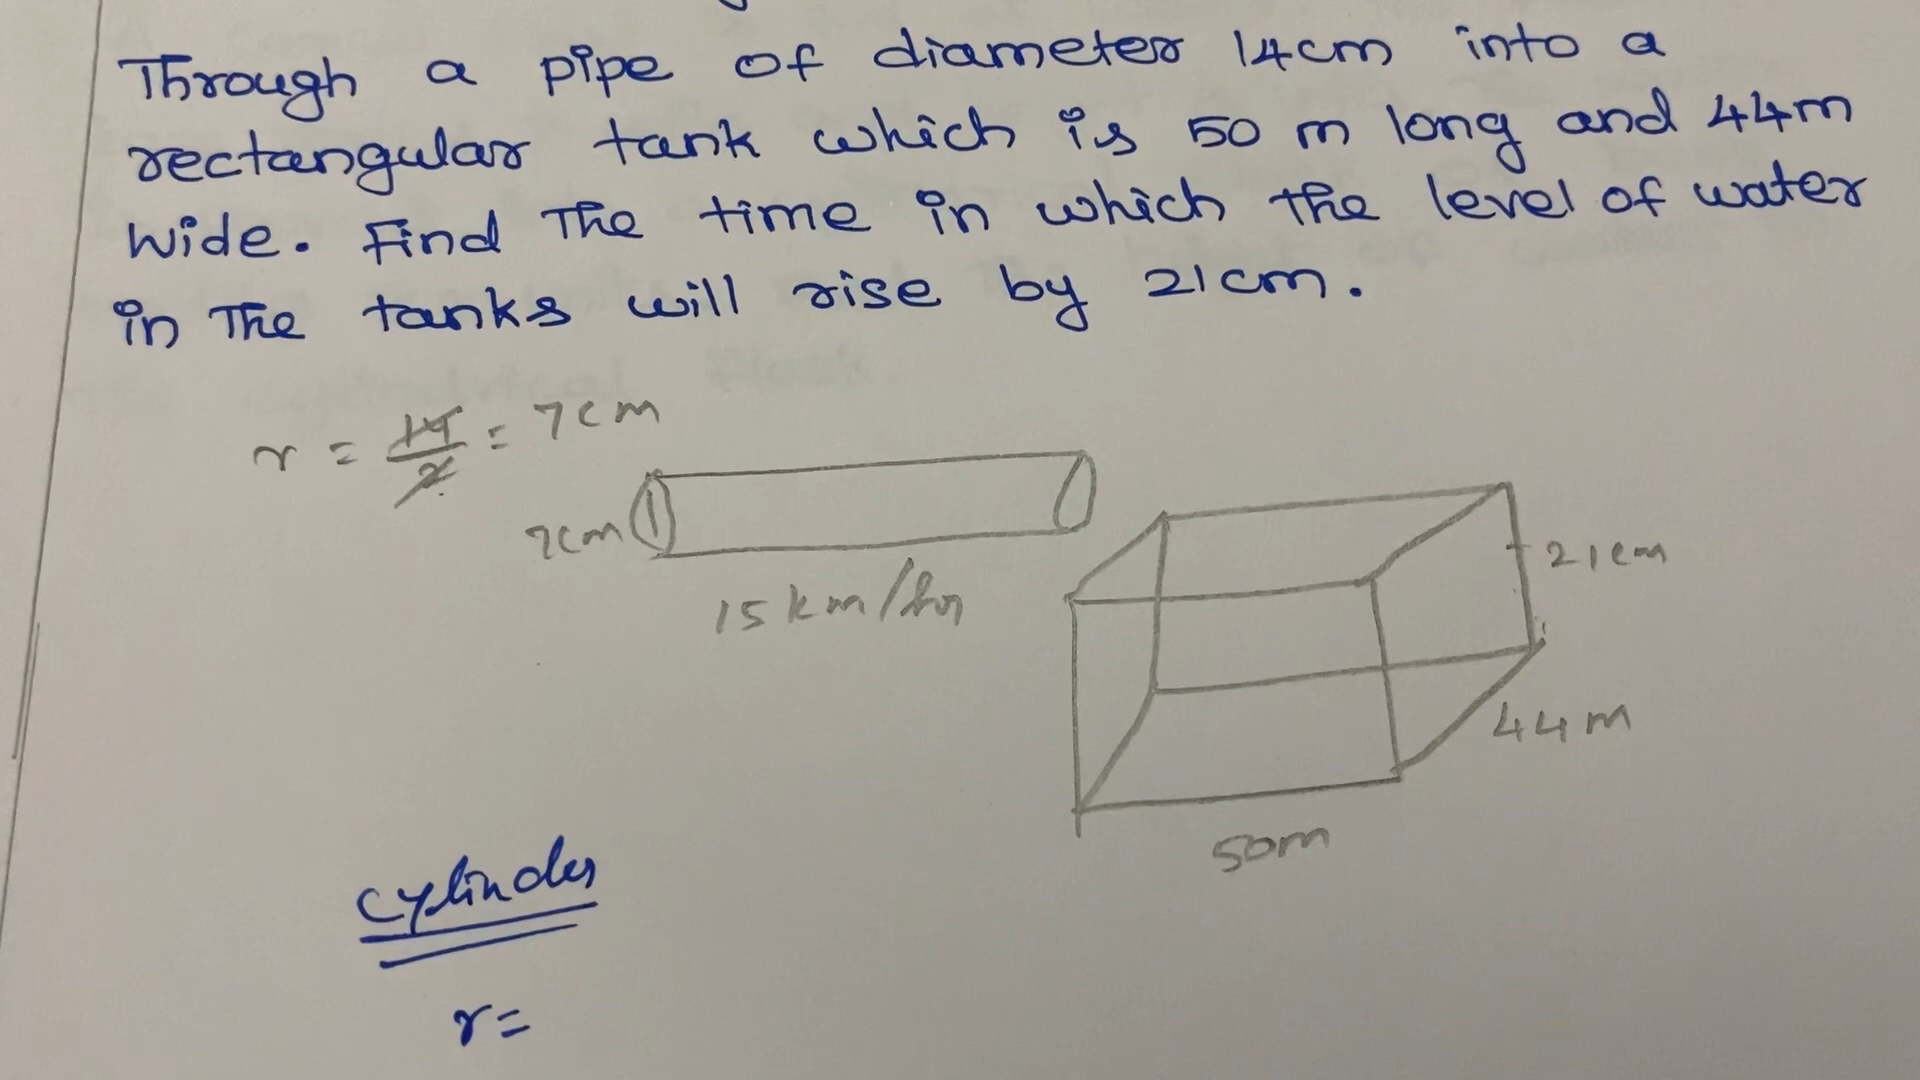 Through a pipe of diameter 14cm into a
rectangular tank which is 50 m long and 44m
wide. Find The time in which the level of water
in The tanks will rise by 21cm.
r = 14/2 = 7cm
7cm
15 km/hr
21cm
44m
50m
cylinder
r=